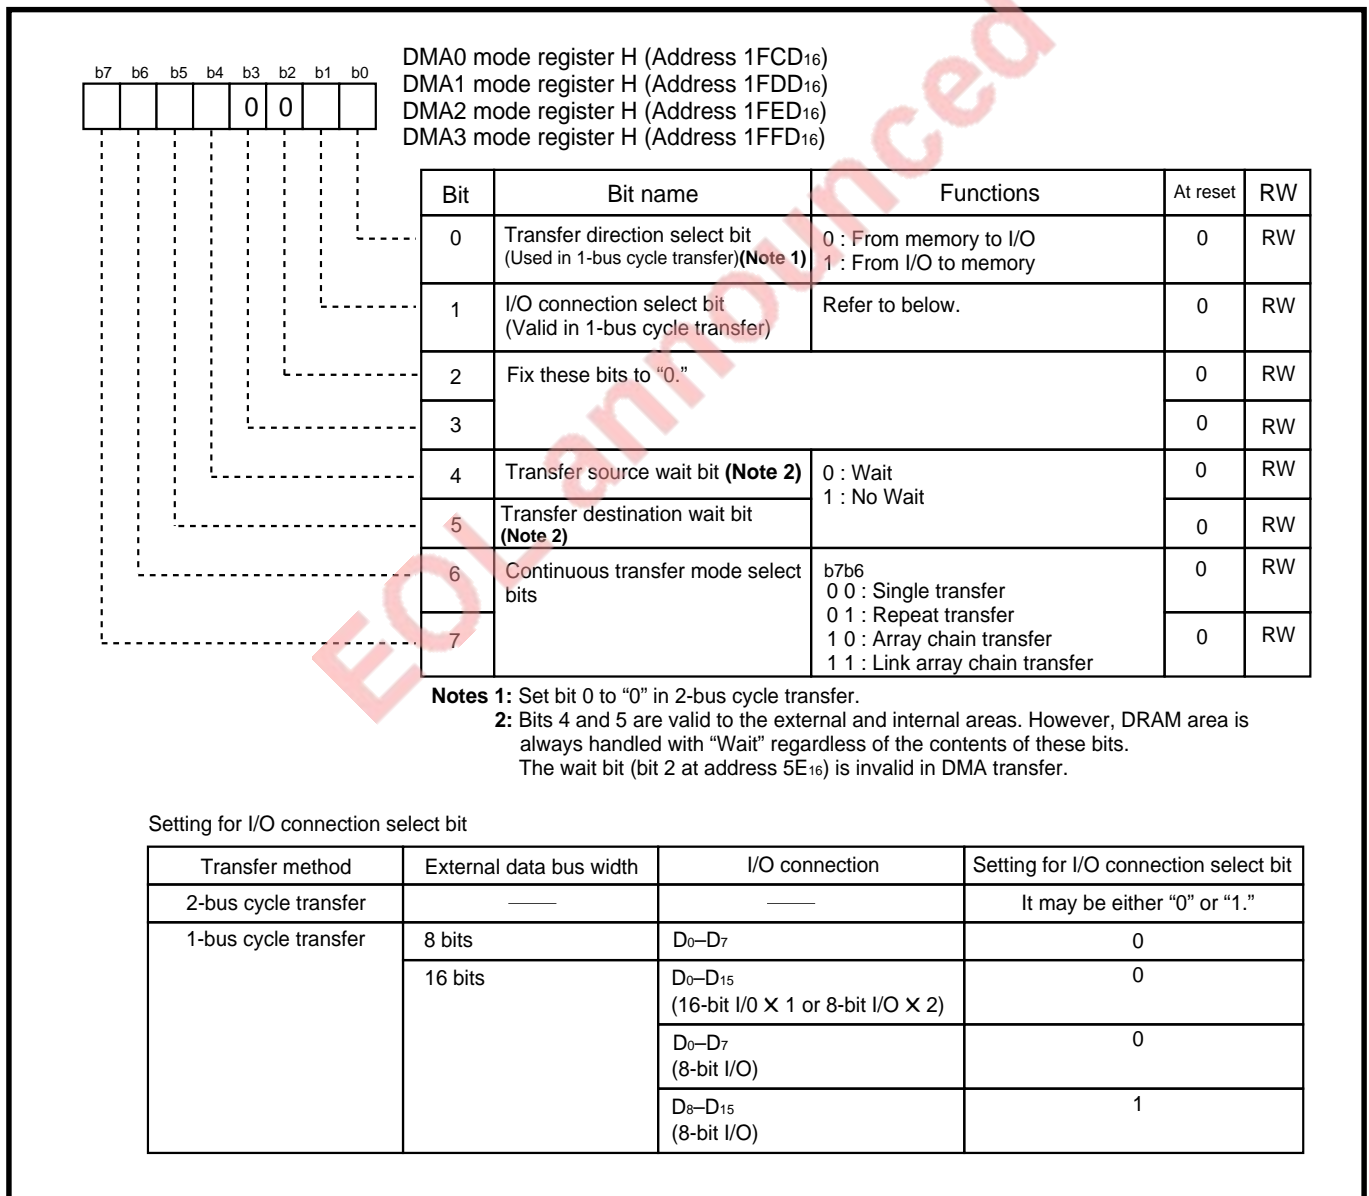 DMA0 mode register H (Address 1FCD16)
DMA1 mode register H (Address 1FDD16)
DMA2 mode register H (Address 1FED16)
DMA3 mode register H (Address 1FFD16)
b7 b6 b5 b4 b3 b2 b1 b0
0 0
Bit Bit name Functions At reset RW
0 Transfer direction select bit 0 : From memory to I/O 0 RW
(Used in 1-bus cycle transfer)(Note 1) 1 : From I/O to memory
1 I/O connection select bit Refer to below. 0 RW
(Valid in 1-bus cycle transfer)
2 Fix these bits to “0.” 0 RW
3 0 RW
4 Transfer source wait bit (Note 2) 0 : Wait 0 RW
1 : No Wait
5 Transfer destination wait bit 0 RW
(Note 2)
6 Continuous transfer mode select b7b6 0 RW
bits 0 0 : Single transfer
0 1 : Repeat transfer
7 1 0 : Array chain transfer 0 RW
1 1 : Link array chain transfer
Notes 1: Set bit 0 to “0” in 2-bus cycle transfer.
2: Bits 4 and 5 are valid to the external and internal areas. However, DRAM area is
always handled with “Wait” regardless of the contents of these bits.
The wait bit (bit 2 at address 5E16) is invalid in DMA transfer.
Setting for I/O connection select bit
Transfer method External data bus width I/O connection Setting for I/O connection select bit
2-bus cycle transfer —— —— It may be either “0” or “1.”
1-bus cycle transfer 8 bits D0–D7 0
16 bits D0–D15 0
(16-bit I/0 X 1 or 8-bit I/O X 2)
D0–D7 0
(8-bit I/O)
D8–D15 1
(8-bit I/O)
EOL announced